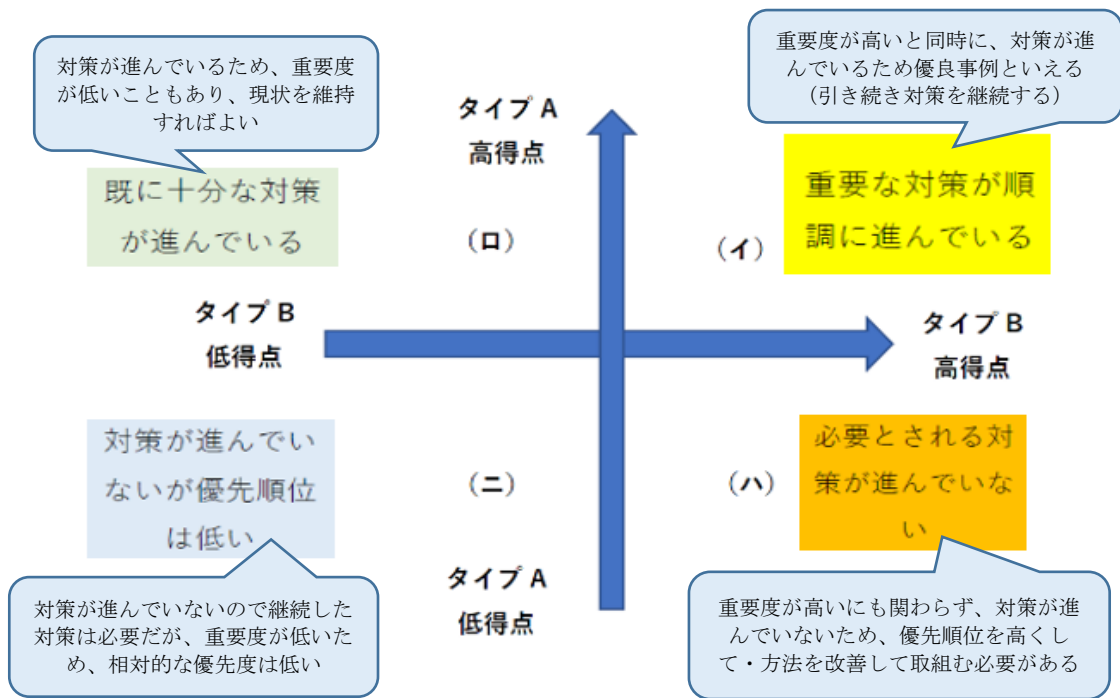 対策が進んでいるため、重要度
が低いこともあり、現状を維持
すればよい
重要度が高いと同時に、対策が進
んでいるため優良事例といえる
（引き続き対策を継続する）
タイプ A
高得点
既に十分な対策
が進んでいる
（ロ）
（イ）
重要な対策が順
調に進んでいる
タイプ B
低得点
タイプ B
高得点
対策が進んでい
ないが優先順位
は低い
（ニ）
（ハ）
必要とされる対
策が進んでいな
い
タイプ A
低得点
対策が進んでいないので継続した
対策は必要だが、重要度が低いた
め、相対的な優先度は低い
重要度が高いにも関わらず、対策が進
んでいないため、優先順位を高くし
て・方法を改善して取組む必要がある